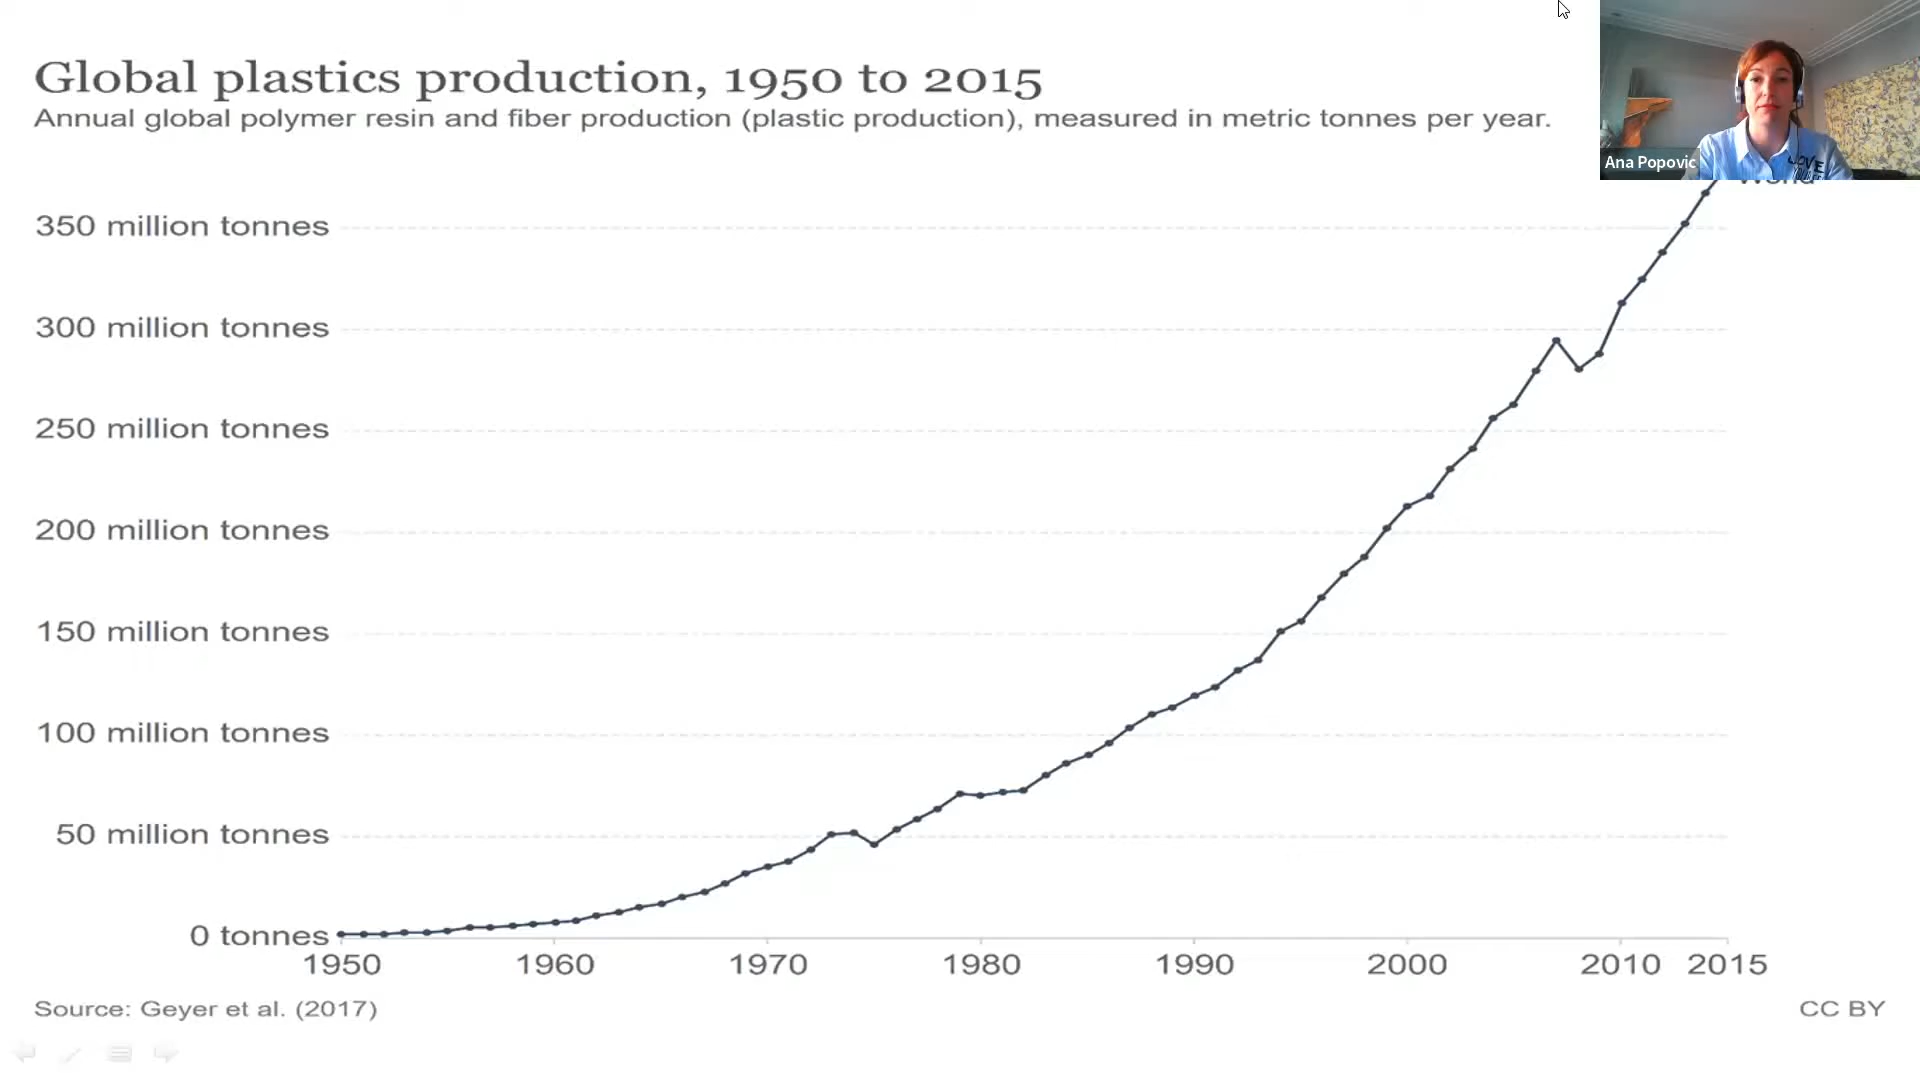 Global plastics production, 1950 to 2015
Annual global polymer resin and fiber production (plastic production), measured in metric tonnes per year.
Ana Popovic
LOVE
World
350 million tonnes
300 million tonnes
250 million tonnes
200 million tonnes
150 million tonnes
100 million tonnes
50 million tonnes
0 tonnes
1950 1960 1970 1980 1990 2000 2010 2015
Source: Geyer et al. (2017)
CC BY